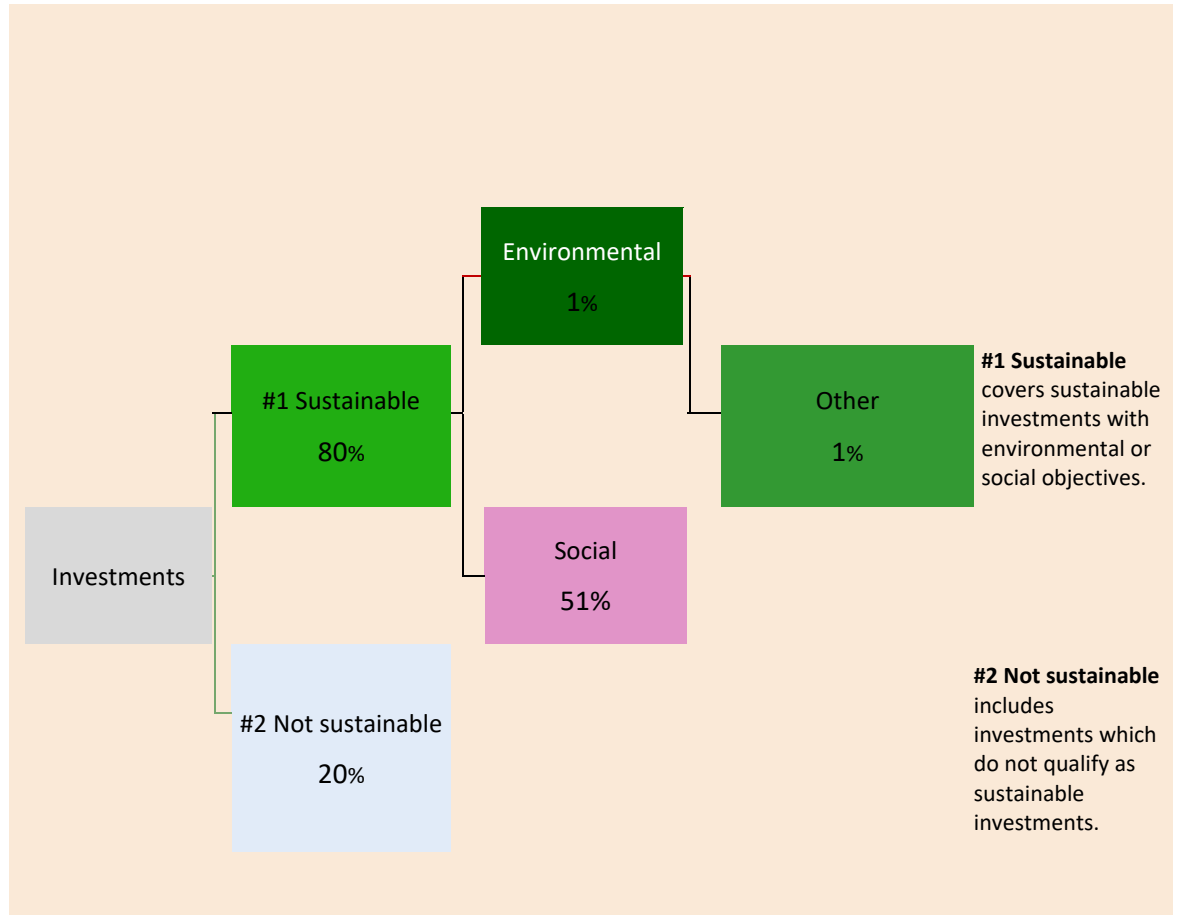 Environmental
1%
#1 Sustainable
80%
Other
1%
#1 Sustainable
covers sustainable
investments with
environmental or
social objectives.
Investments
Social
51%
#2 Not sustainable
20%
#2 Not sustainable
includes
investments which
do not qualify as
sustainable
investments.